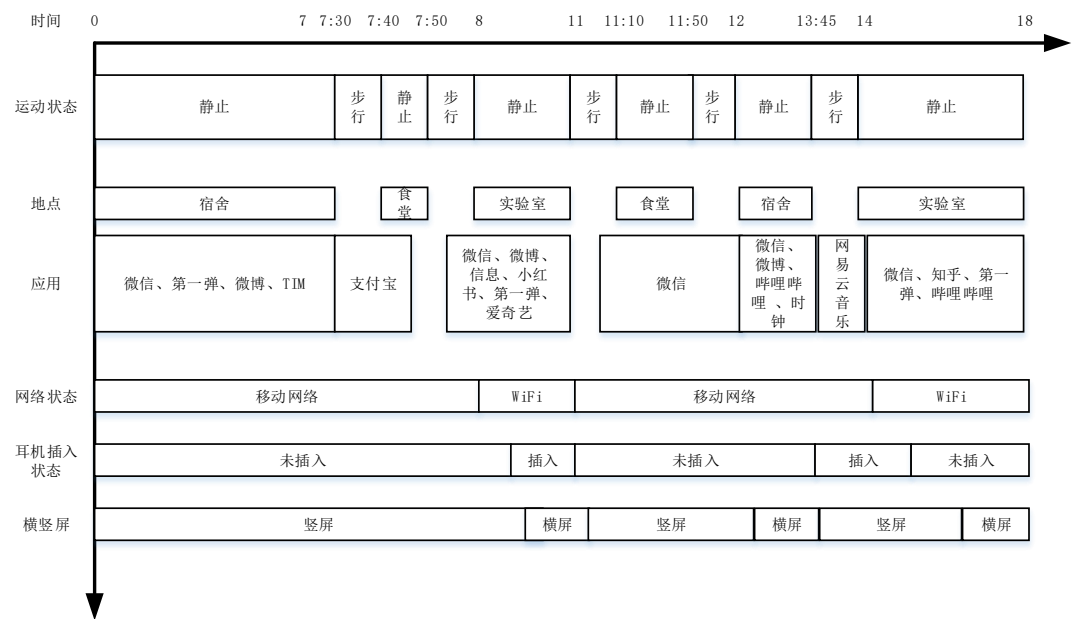 时间 0 7 7:30 7:40 7:50 8 11 11:10 11:50 12 13:45 14 18
运动状态
静止
步
行
静
止
步
行
静止
步
行
静止
步
行
静止
步
行
静止
地点
宿舍
食
堂
实验室
食堂
宿舍
实验室
应用
微信、第一弹、微博、TIM
支付宝
微信、微博、
信息、小红
书、第一弹、
爱奇艺
微信
微信、
微博、
哔哩哔
哩 、时
钟
网
易
云
音
乐
微信、知乎、第一
弹、哔哩哔哩
网络状态
移动网络
WiFi
移动网络
WiFi
耳机插入
状态
未插入
插入
未插入
插入
未插入
横竖屏
竖屏
横屏
竖屏
横屏
竖屏
横屏